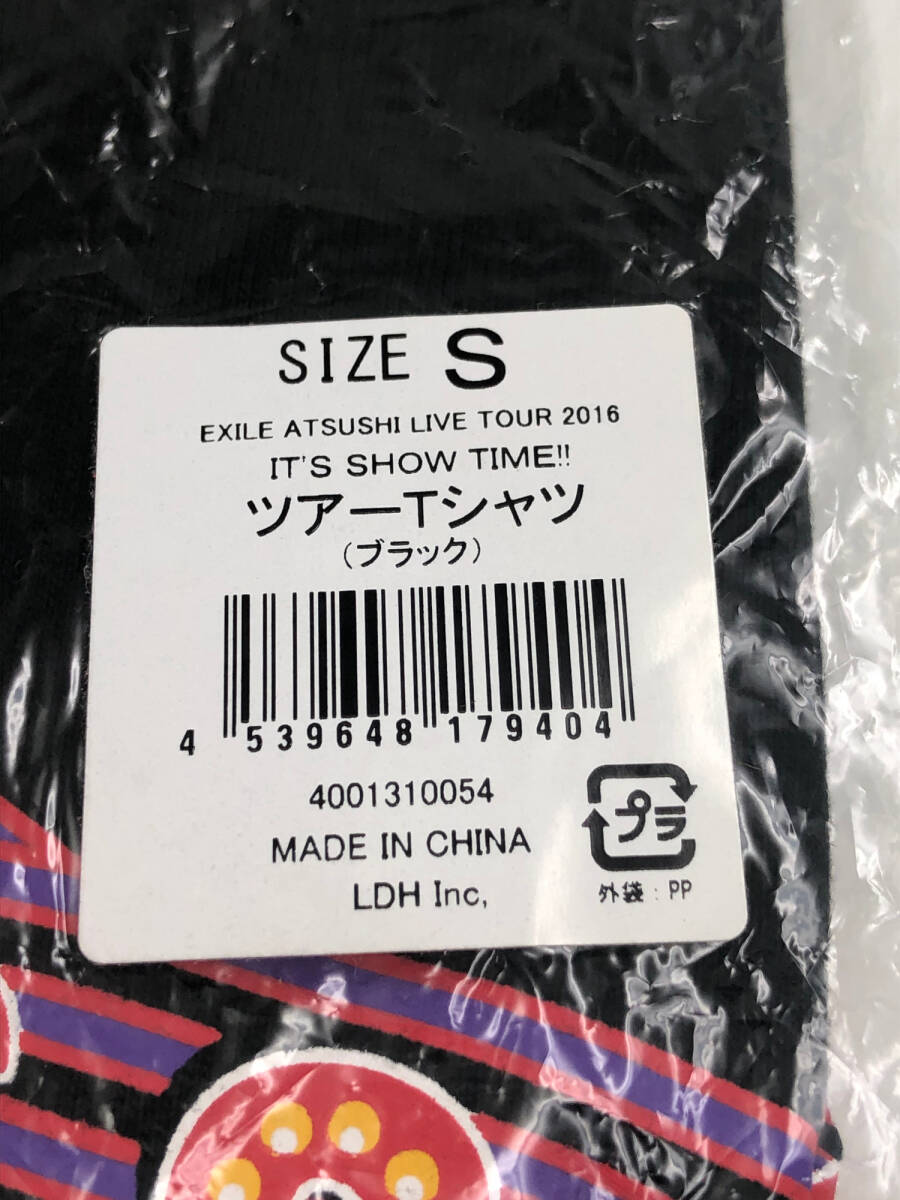 SIZE S
EXILE ATSUSHI LIVE TOUR 2016
IT'S SHOW TIME!!
ツアーTシャツ
(ブラック)
4 539648 179404
4001310054
MADE IN CHINA
LDH Inc,
プラ
外袋：PP